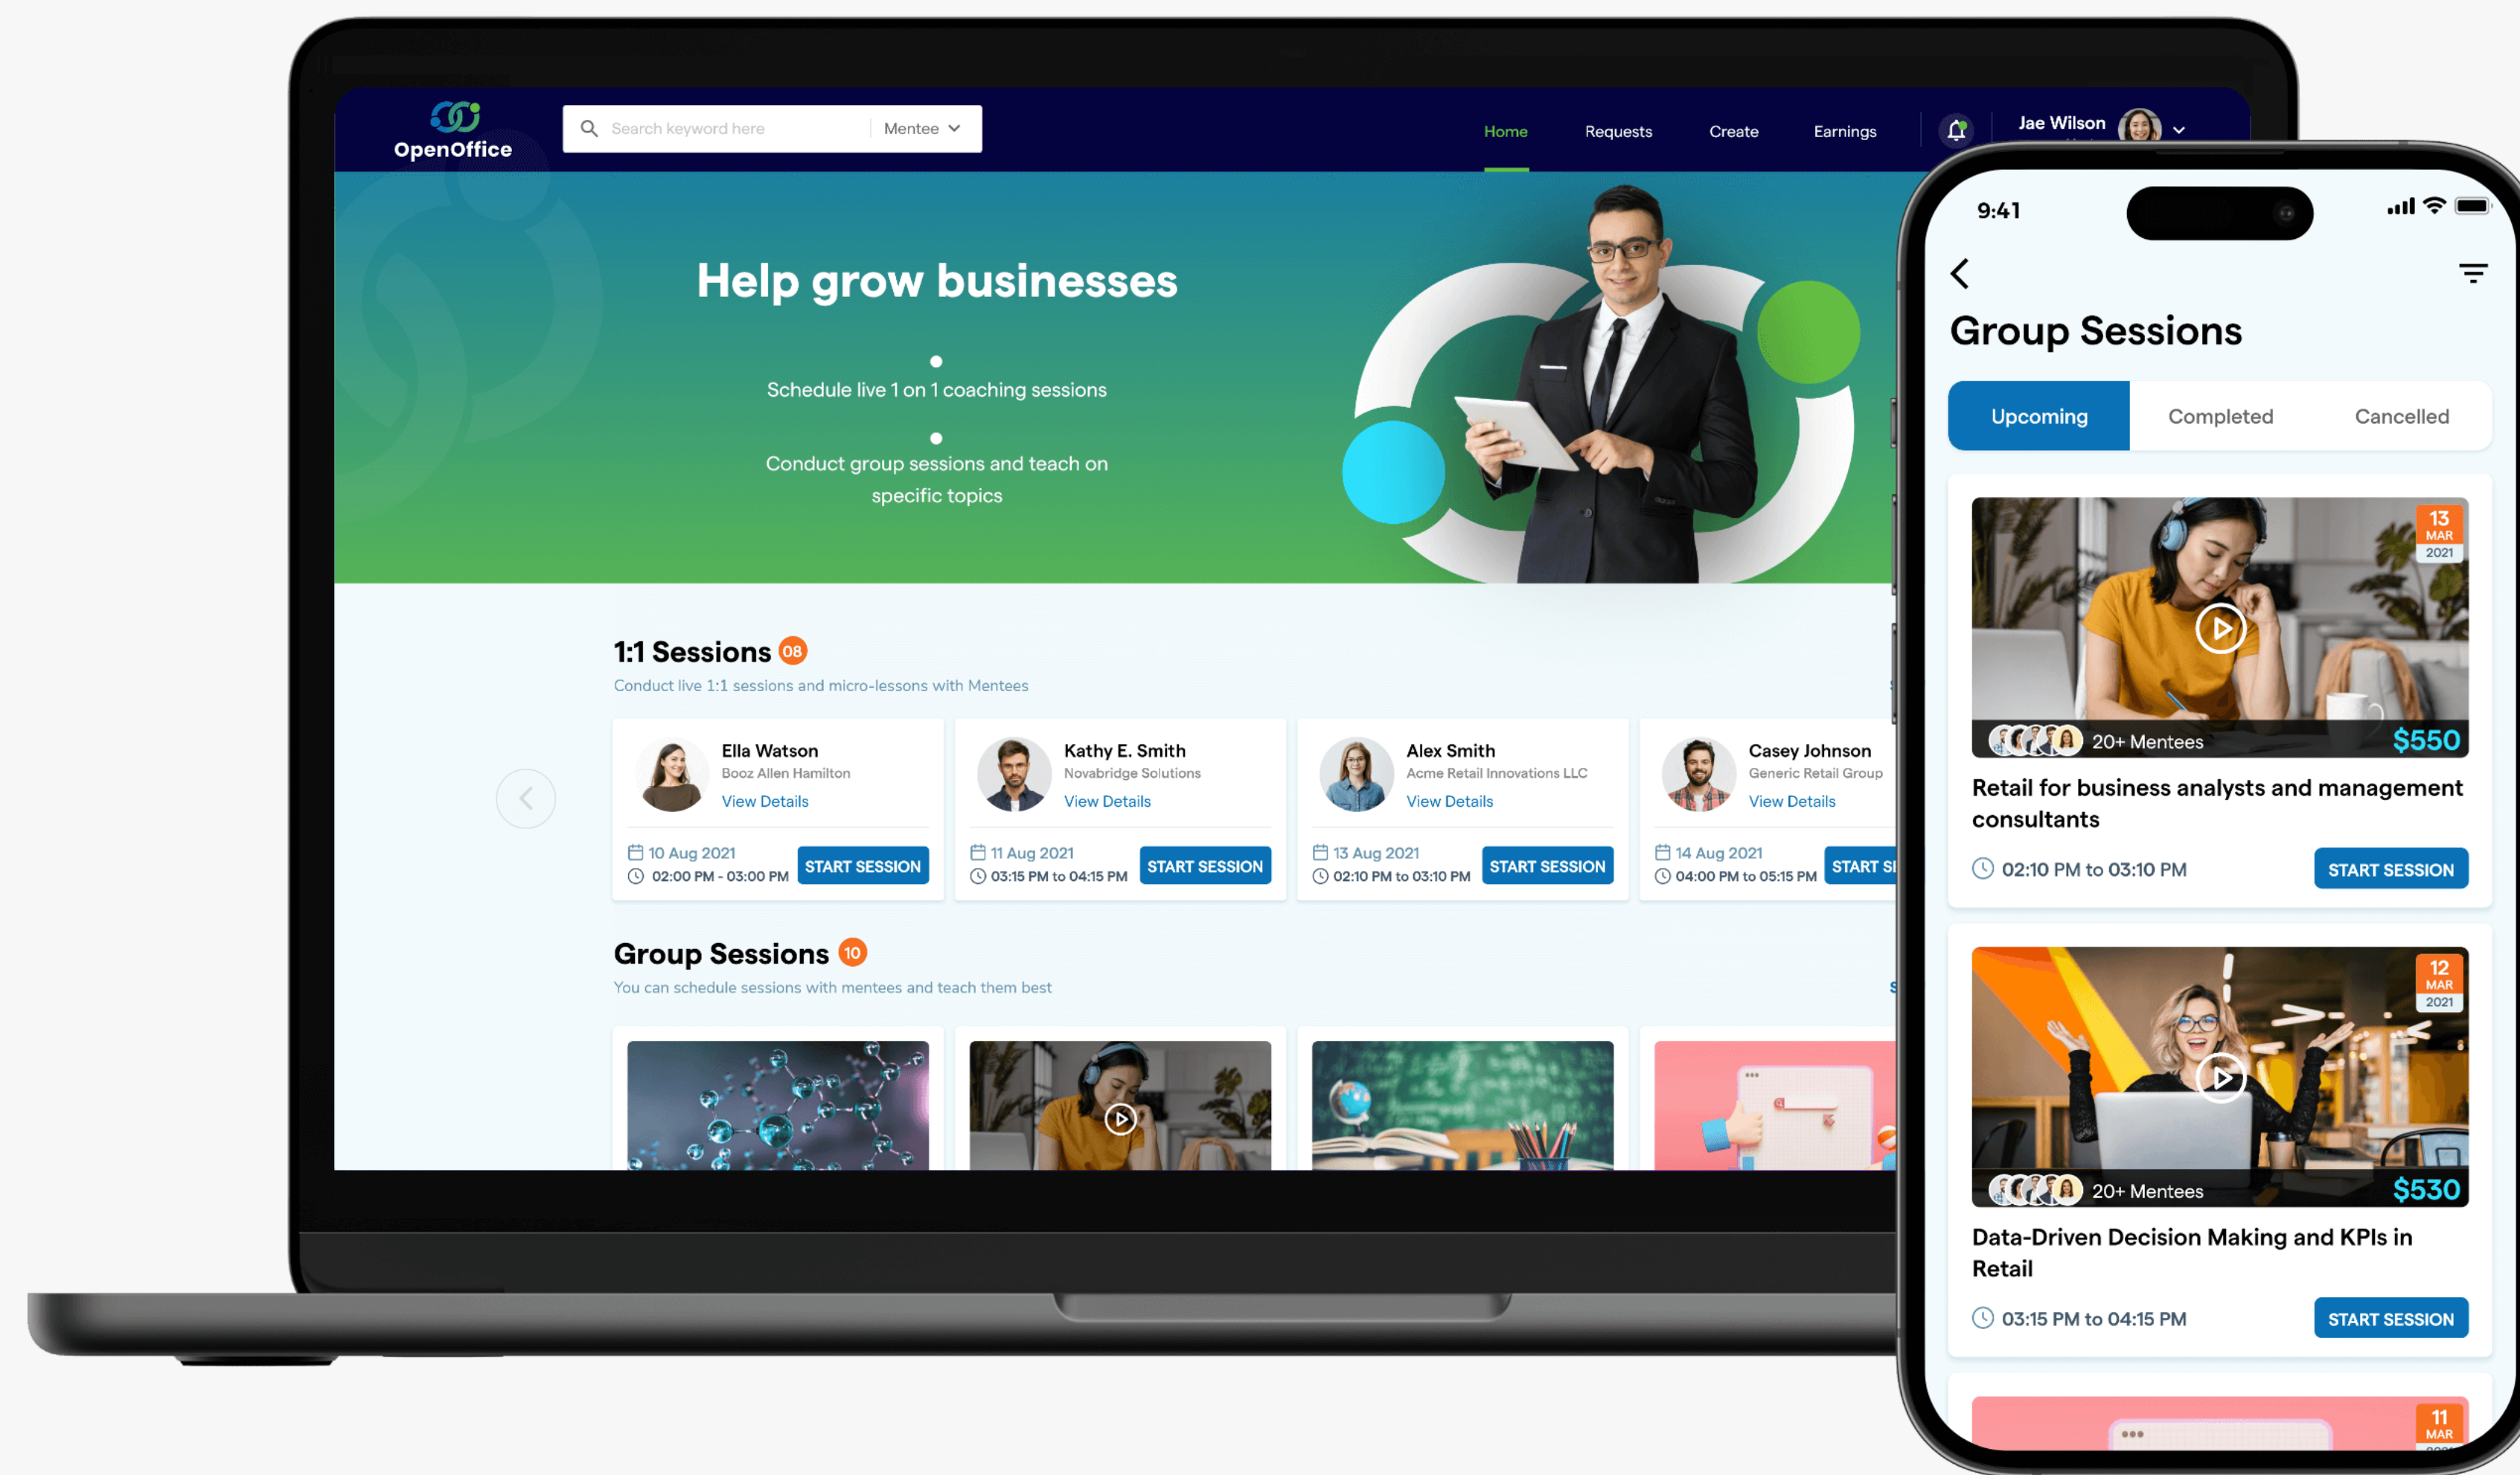 OpenOffice
Search keyword here
Mentee
Home
Requests
Create
Earnings
Jae Wilson
Help grow businesses
Schedule live 1 on 1 coaching sessions
Conduct group sessions and teach on
specific topics
1:1 Sessions 08
Conduct live 1:1 sessions and micro-lessons with Mentees
Ella Watson
Booz Allen Hamilton
View Details
10 Aug 2021
02:00 PM - 03:00 PM
START SESSION
Kathy E. Smith
Novabridge Solutions
View Details
11 Aug 2021
03:15 PM to 04:15 PM
START SESSION
Alex Smith
Acme Retail Innovations LLC
View Details
13 Aug 2021
02:10 PM to 03:10 PM
START SESSION
Casey Johnson
Generic Retail Group
View Details
14 Aug 2021
04:00 PM to 05:15 PM
START
Group Sessions 10
You can schedule sessions with mentees and teach them best
9:41
Group Sessions
Upcoming
Completed
Cancelled
13
MAR
2021
20+ Mentees
$550
Retail for business analysts and management
consultants
02:10 PM to 03:10 PM
START SESSION
12
MAR
2021
20+ Mentees
$530
Data-Driven Decision Making and KPIs in
Retail
03:15 PM to 04:15 PM
START SESSION
11
MAR